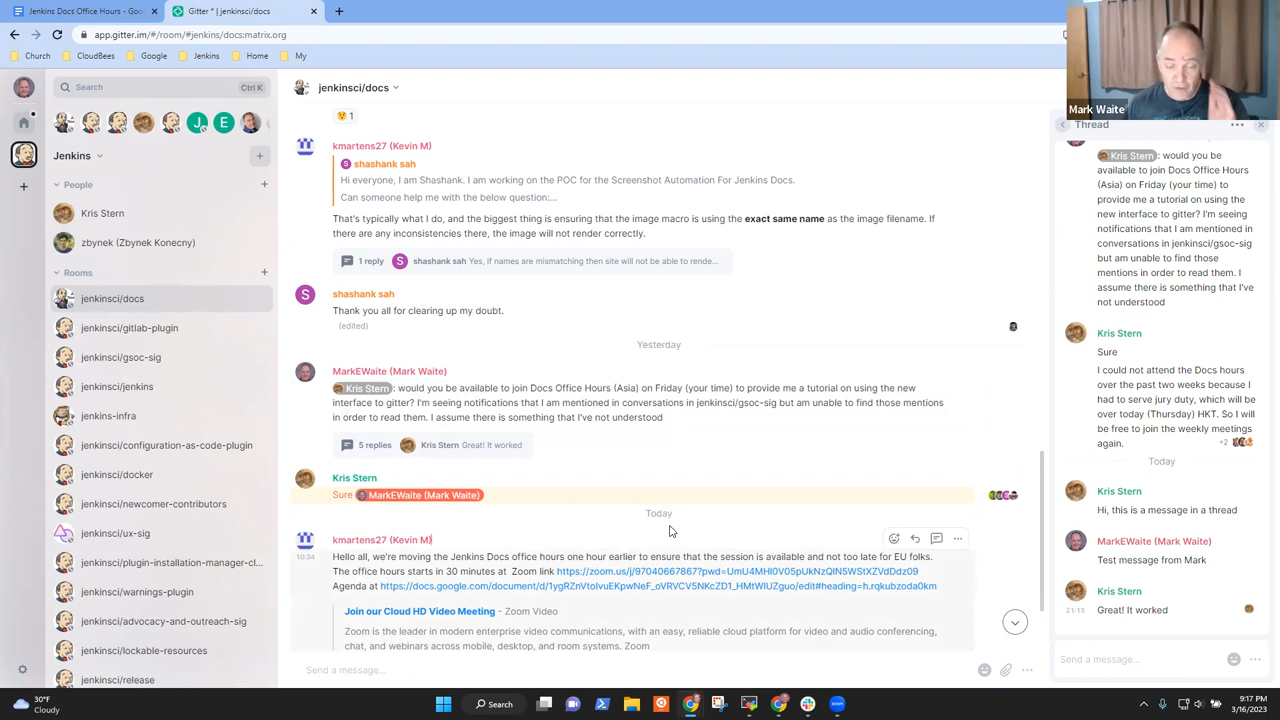 Jenkins Docs Office Hours - Goo
Gitter * | jenkinsci/docs
app.gitter.im/#/room/#jenkins/docs:matrix.org
Church
CloudBees
Google
Jenkins
Home
My
Mark Waite
Search
Ctrl K
J
E
Jenkins
People
Kris Stern
zbynek (Zbynek Konecny)
Rooms
jenkinsci/docs
jenkinsci/gitlab-plugin
jenkinsci/gsoc-sig
jenkinsci/jenkins
jenkins-infra
jenkinsci/configuration-as-code-plugin
jenkinsci/docker
jenkinsci/newcomer-contributors
jenkinsci/ux-sig
jenkinsci/plugin-installation-manager-cl...
jenkinsci/warnings-plugin
jenkinsci/advocacy-and-outreach-sig
jenkinsci/lockable-resources
jenkinsci/release
jenkinsci/docs
1
kmartens27 (Kevin M)
S shashank sah
Hi everyone, I am Shashank. I am working on the POC for the Screenshot Automation For Jenkins Docs.
Can someone help me with the below question:...
That's typically what I do, and the biggest thing is ensuring that the image macro is using the exact same name as the image filename. If
there are any inconsistencies there, the image will not render correctly.
1 reply S shashank sah Yes, if names are mismatching then site will not be able to rende...
S shashank sah
Thank you all for clearing up my doubt.
(edited)
Yesterday
MarkEWaite (Mark Waite)
Kris Stern : would you be available to join Docs Office Hours (Asia) on Friday (your time) to provide me a tutorial on using the new
interface to gitter? I'm seeing notifications that I am mentioned in conversations in jenkinsci/gsoc-sig but am unable to find those mentions
in order to read them. I assume there is something that I've not understood
5 replies Kris Stern Great! It worked
Kris Stern
Sure MarkEWaite (Mark Waite)
Today
kmartens27 (Kevin M)
10:34 Hello all, we're moving the Jenkins Docs office hours one hour earlier to ensure that the session is available and not too late for EU folks.
The office hours starts in 30 minutes at Zoom link https://zoom.us/j/97040667867?pwd=UmU4MHl0V05pUkNzQlN5WStXZVdDdz09
Agenda at https://docs.google.com/document/d/1ygRZnVtoIvuEKpwNeF_oVRVCV5NKcZD1_HMtWIUZguo/edit#heading=h.rqkubzoda0km
Join our Cloud HD Video Meeting - Zoom Video
Zoom is the leader in modern enterprise video communications, with an easy, reliable cloud platform for video and audio conferencing,
chat, and webinars across mobile, desktop, and room systems. Zoom
Send a message...
Thread
Kris Stern : would you be
available to join Docs Office Hours
(Asia) on Friday (your time) to
provide me a tutorial on using the
new interface to gitter? I'm seeing
notifications that I am mentioned in
conversations in jenkinsci/gsoc-sig
but am unable to find those
mentions in order to read them. I
assume there is something that I've
not understood
Kris Stern
Sure
I could not attend the Docs hours
over the past two weeks because I
had to serve jury duty, which will be
over today (Thursday) HKT. So I will
be free to join the weekly meetings
again.
+2
Today
Kris Stern
Hi, this is a message in a thread
MarkEWaite (Mark Waite)
Test message from Mark
Kris Stern
21:15 Great! It worked
Send a message...
30°F
Cloudy
Search
9:17 PM
3/16/2023